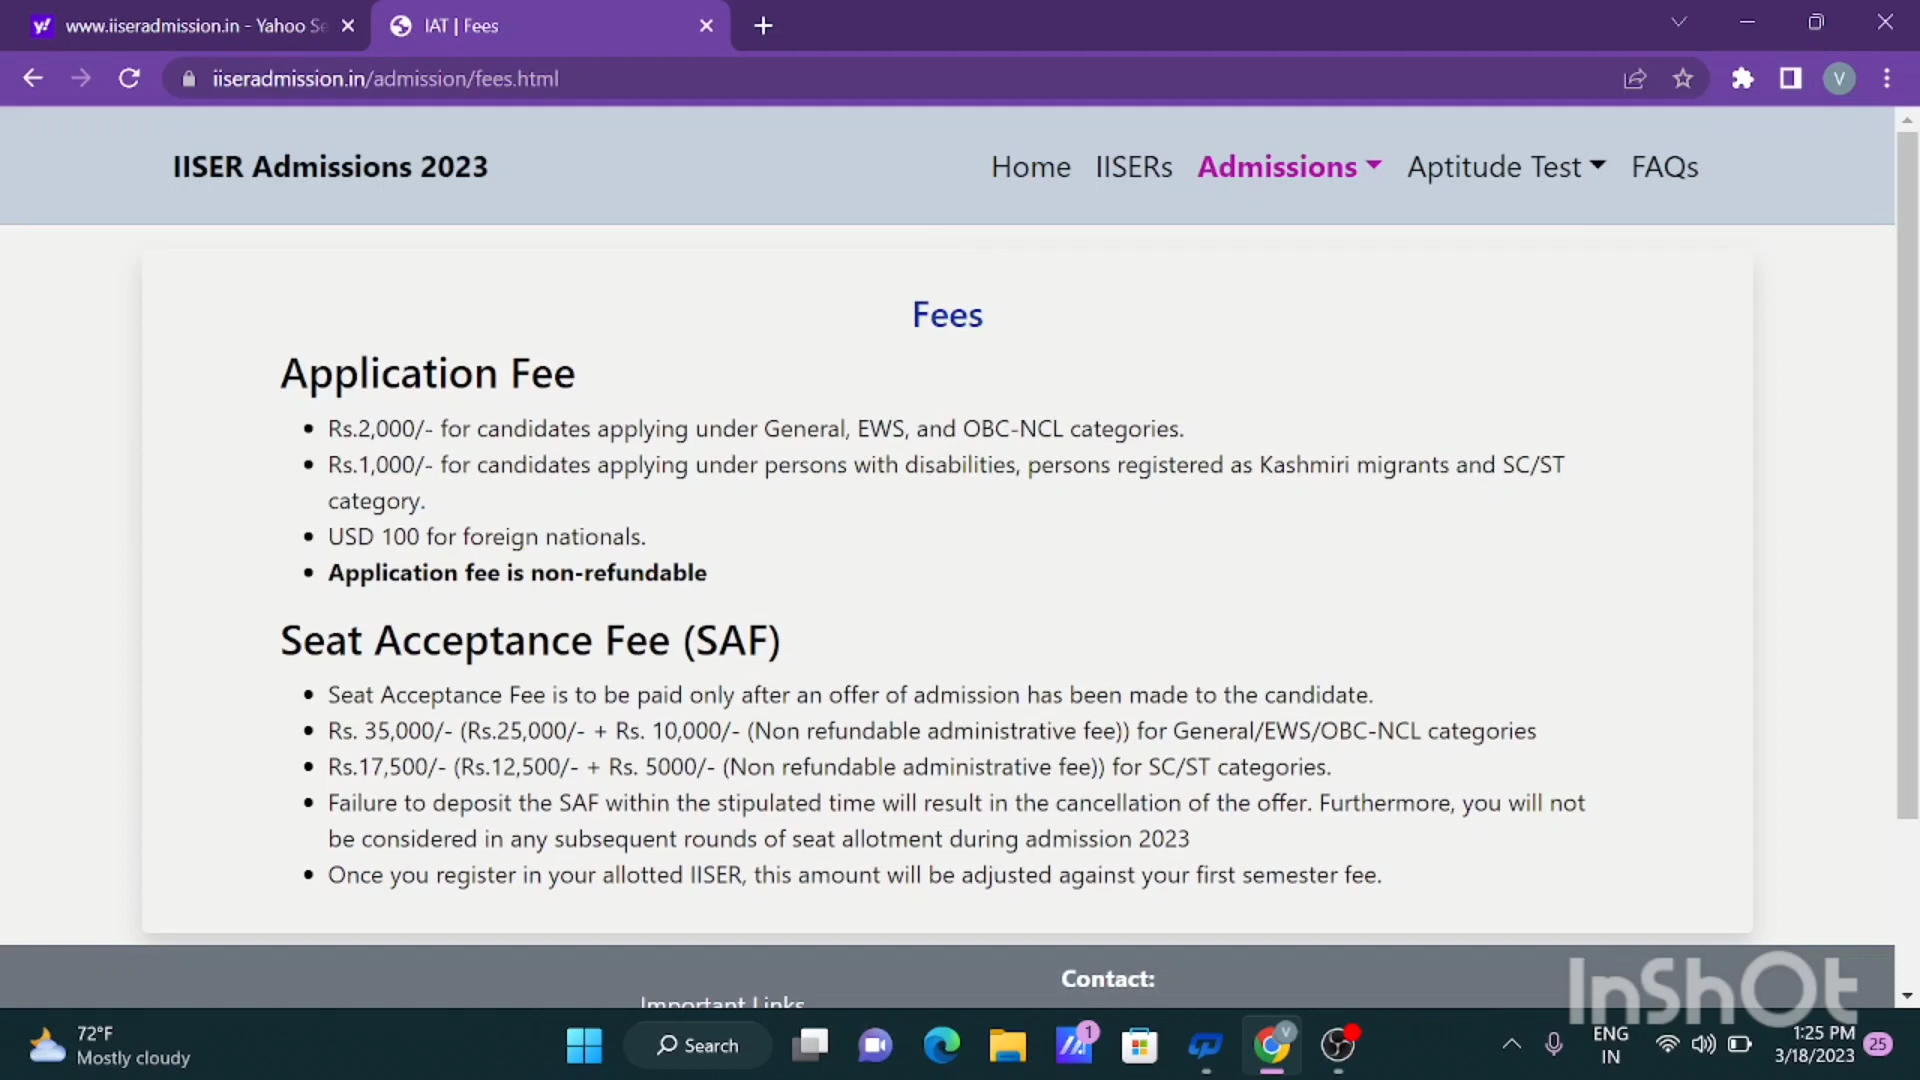 www.iiseradmission.in - Yahoo Se
IAT | Fees
iiseradmission.in/admission/fees.html
V
IISER Admissions 2023
Home IISERs Admissions Aptitude Test FAQs
Fees
Application Fee
Rs.2,000/- for candidates applying under General, EWS, and OBC-NCL categories.
Rs.1,000/- for candidates applying under persons with disabilities, persons registered as Kashmiri migrants and SC/ST
category.
USD 100 for foreign nationals.
Application fee is non-refundable
Seat Acceptance Fee (SAF)
Seat Acceptance Fee is to be paid only after an offer of admission has been made to the candidate.
Rs. 35,000/- (Rs.25,000/- + Rs. 10,000/- (Non refundable administrative fee)) for General/EWS/OBC-NCL categories
Rs.17,500/- (Rs.12,500/- + Rs. 5000/- (Non refundable administrative fee)) for SC/ST categories.
Failure to deposit the SAF within the stipulated time will result in the cancellation of the offer. Furthermore, you will not
be considered in any subsequent rounds of seat allotment during admission 2023
Once you register in your allotted IISER, this amount will be adjusted against your first semester fee.
Contact:
Important Links
InShOt
72°F
Mostly cloudy
Search
1
V
ENG
IN
1:25 PM
3/18/2023
25